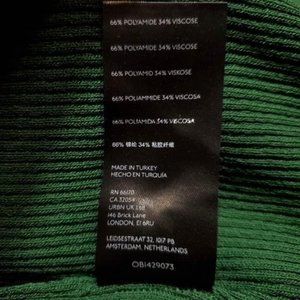 66% POLYAMIDE 34% VISCOSE
66% POLYAMIDE 34% VISCOSE
66% POLYAMID 34% VISKOSE
66% POLIAMMIDE 34% VISCOSA
66% POLIAMIDA 34% VISCOSA
66% 锦纶 34% 粘胶纤维
MADE IN TURKEY
HECHO EN TURQUÍA
RN 66170
CA 32054
URBN UK LTD
146 Brick Lane
LONDON, E1 6RU
LEIDSESTRAAT 32, 1017 PB
AMSTERDAM, NETHERLANDS
OB1429073